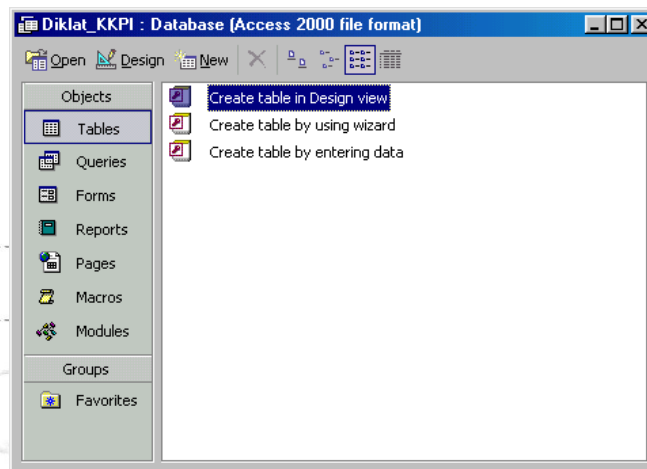 Diklat_KKPI : Database (Access 2000 file format)
Open Design New
Objects
Tables
Queries
Forms
Reports
Pages
Macros
Modules
Groups
Favorites
Create table in Design view
Create table by using wizard
Create table by entering data